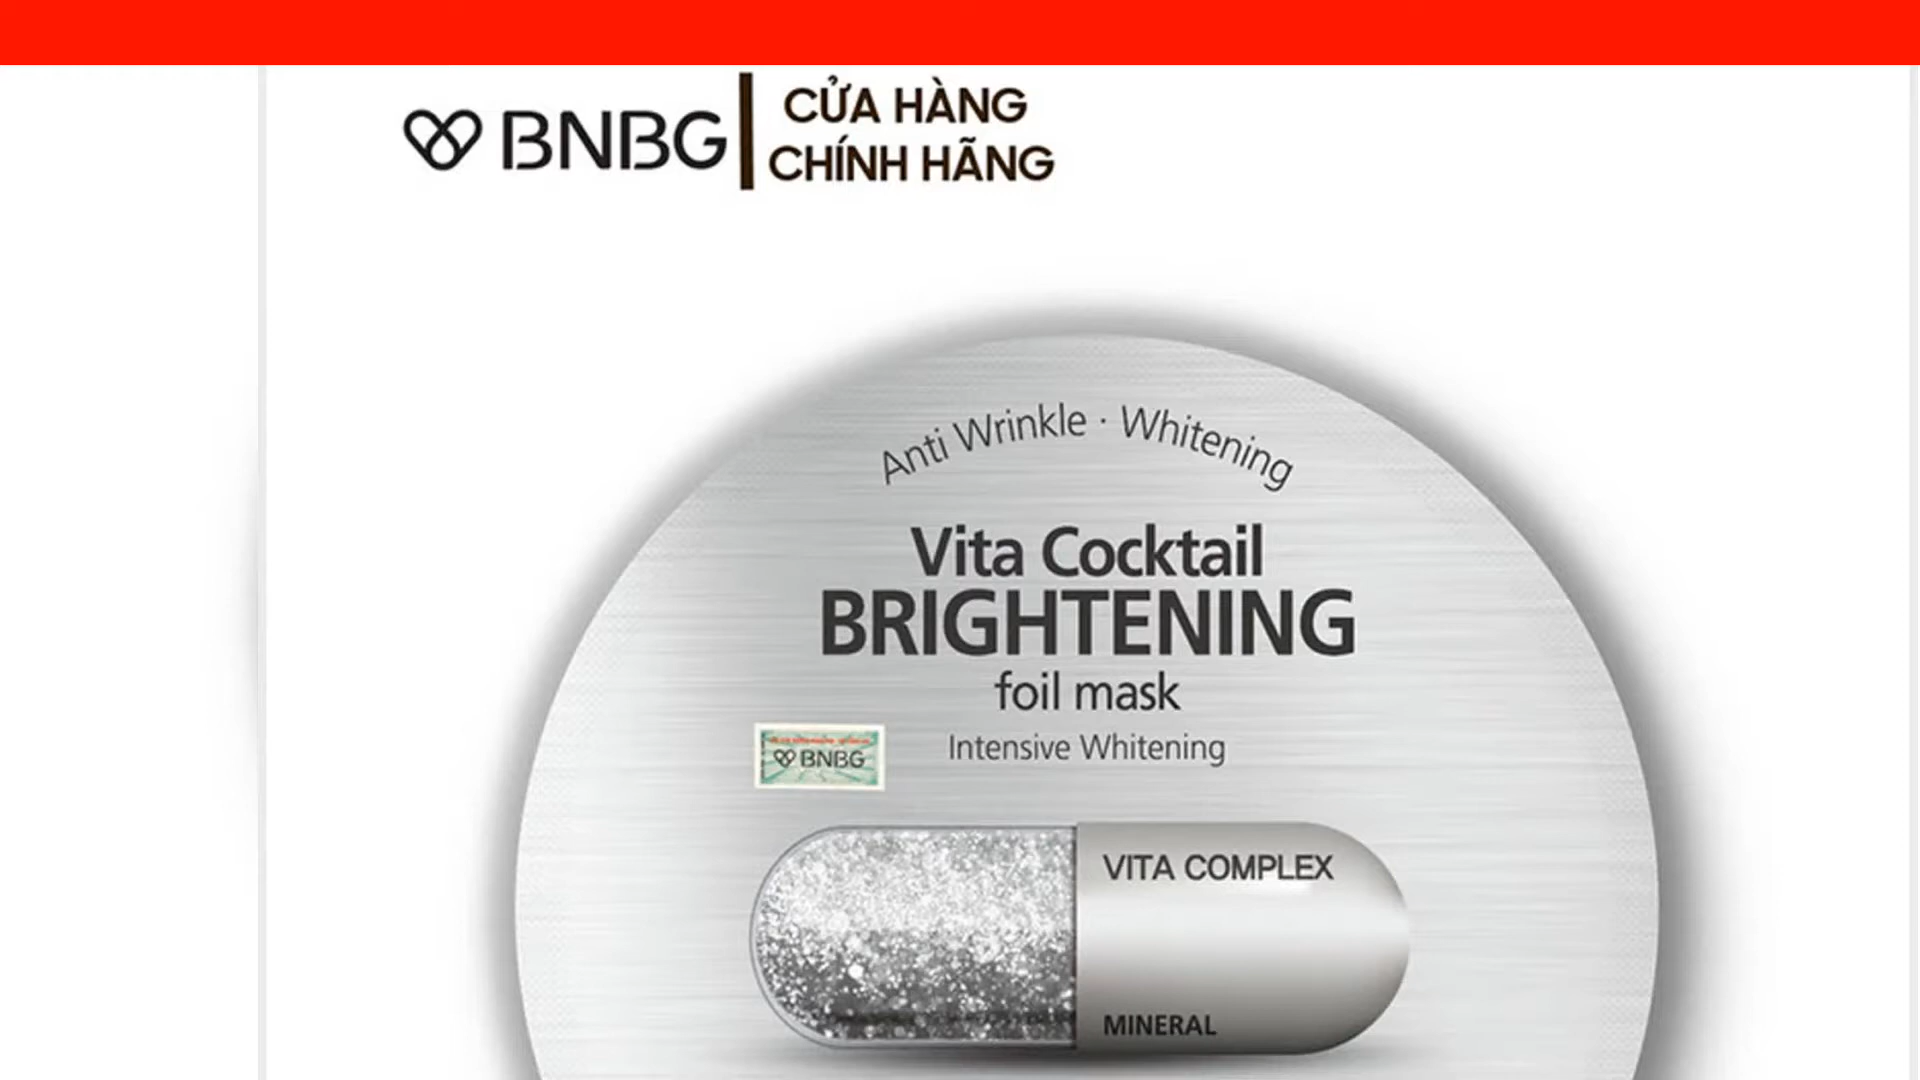 BNBG
CỬA HÀNG
CHÍNH HÃNG
Anti Wrinkle · Whitening
Vita Cocktail
BRIGHTENING
foil mask
Intensive Whitening
BNBG
VITA COMPLEX
MINERAL